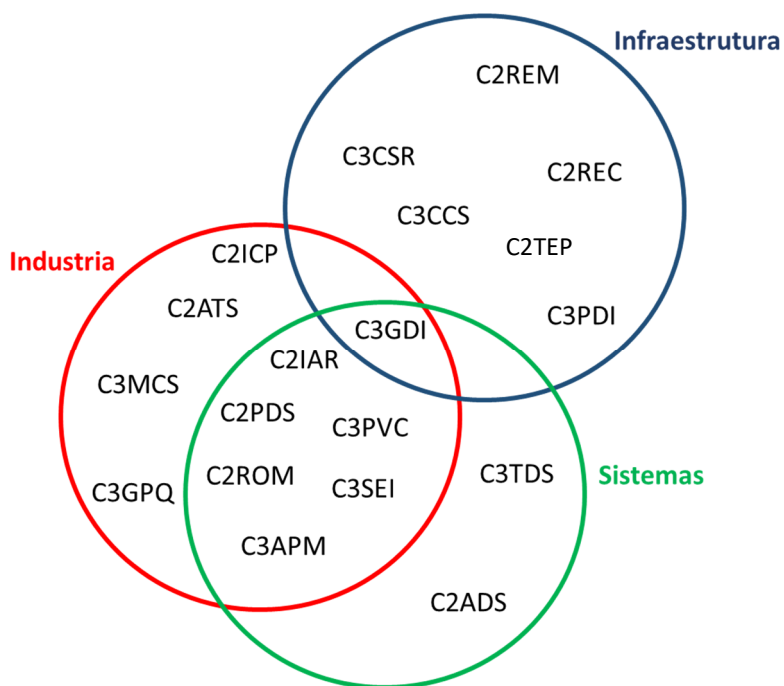 Infraestrutura
C2REM
C3CSR
C2REC
C3CCS
C2TEP
C2ICP
Industria
C2ATS
C3PDI
C3GDI
C2IAR
C3MCS
C2PDS
C3PVC
C2ROM
C3TDS
Sistemas
C3SEI
C3GPQ
C3APM
C2ADS